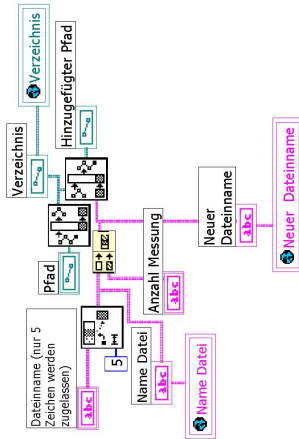 Dateiname (nur 5
Zeichen werden
zugelassen)
abc
5
Name Datei
abc
Name Datei
Pfad
Verzeichnis
Verzeichnis
Hinzugefügter Pfad
Anzahl Messung
abc
Neuer
Dateiname
abc
Neuer Dateiname